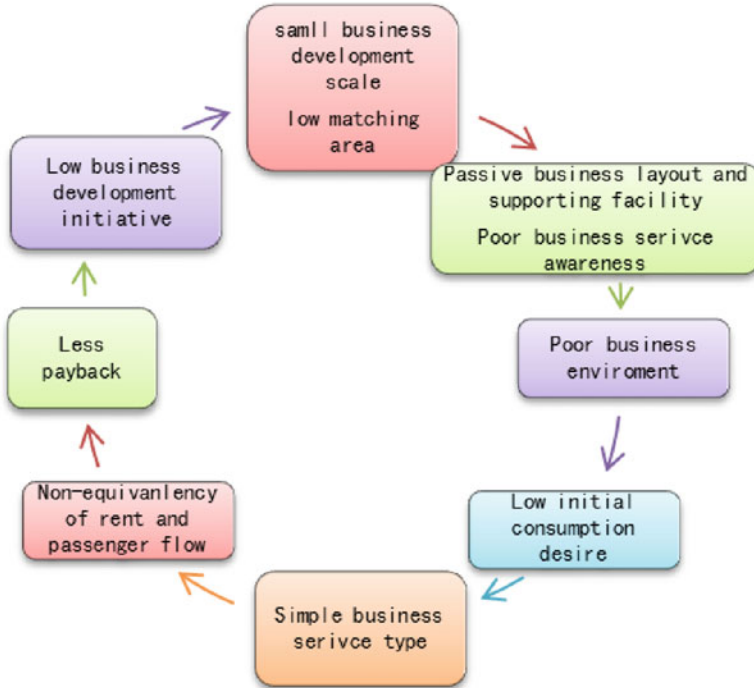 samll business
development
scale
low matching
area
Passive business layout and
supporting facility
Poor business serivce
awareness
Poor business
enviroment
Low initial
consumption
desire
Simple business
serivce type
Non-equivanlency
of rent and
passenger flow
Less
payback
Low business
development
initiative